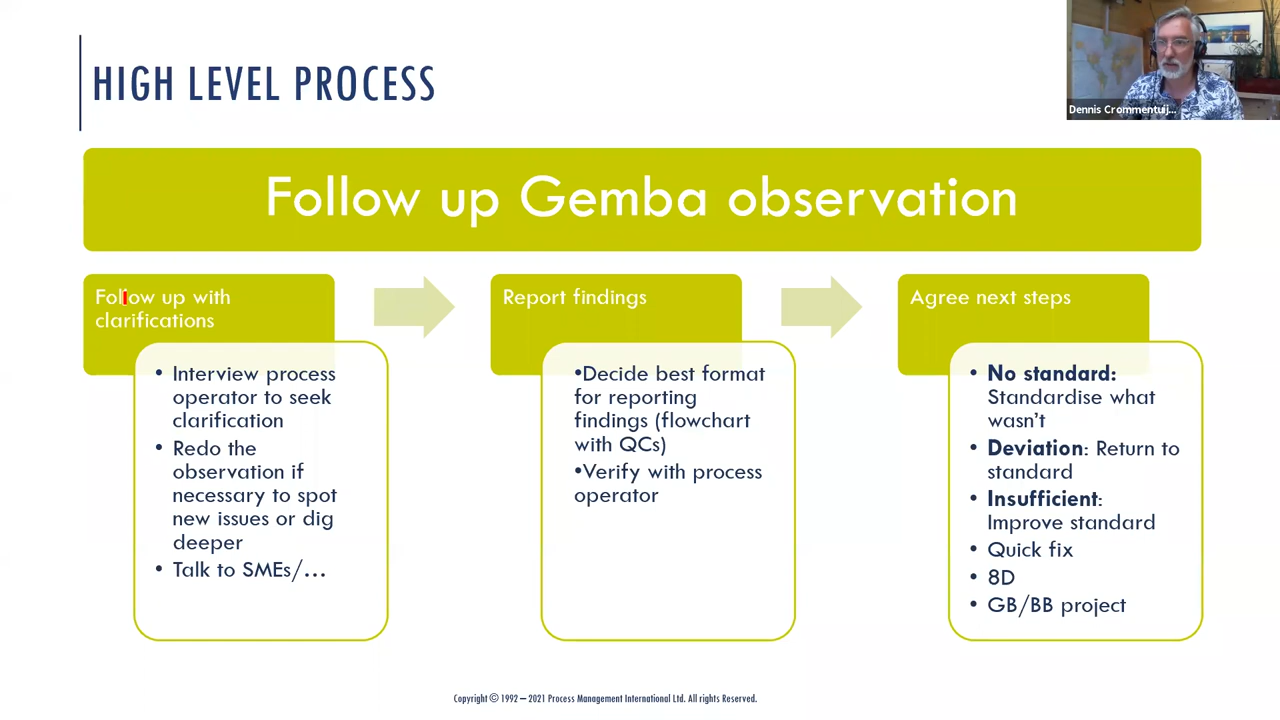 HIGH LEVEL PROCESS
Dennis Crommentuij...
Follow up Gemba observation
Follow up with
clarifications
• Interview process
operator to seek
clarification
• Redo the
observation if
necessary to spot
new issues or dig
deeper
• Talk to SMEs/...
Report findings
•Decide best format
for reporting
findings (flowchart
with QCs)
•Verify with process
operator
Agree next steps
• No standard:
Standardise what
wasn't
• Deviation: Return to
standard
• Insufficient:
Improve standard
• Quick fix
• 8D
• GB/BB project
Copyright © 1992 – 2021 Process Management International Ltd. All rights Reserved.